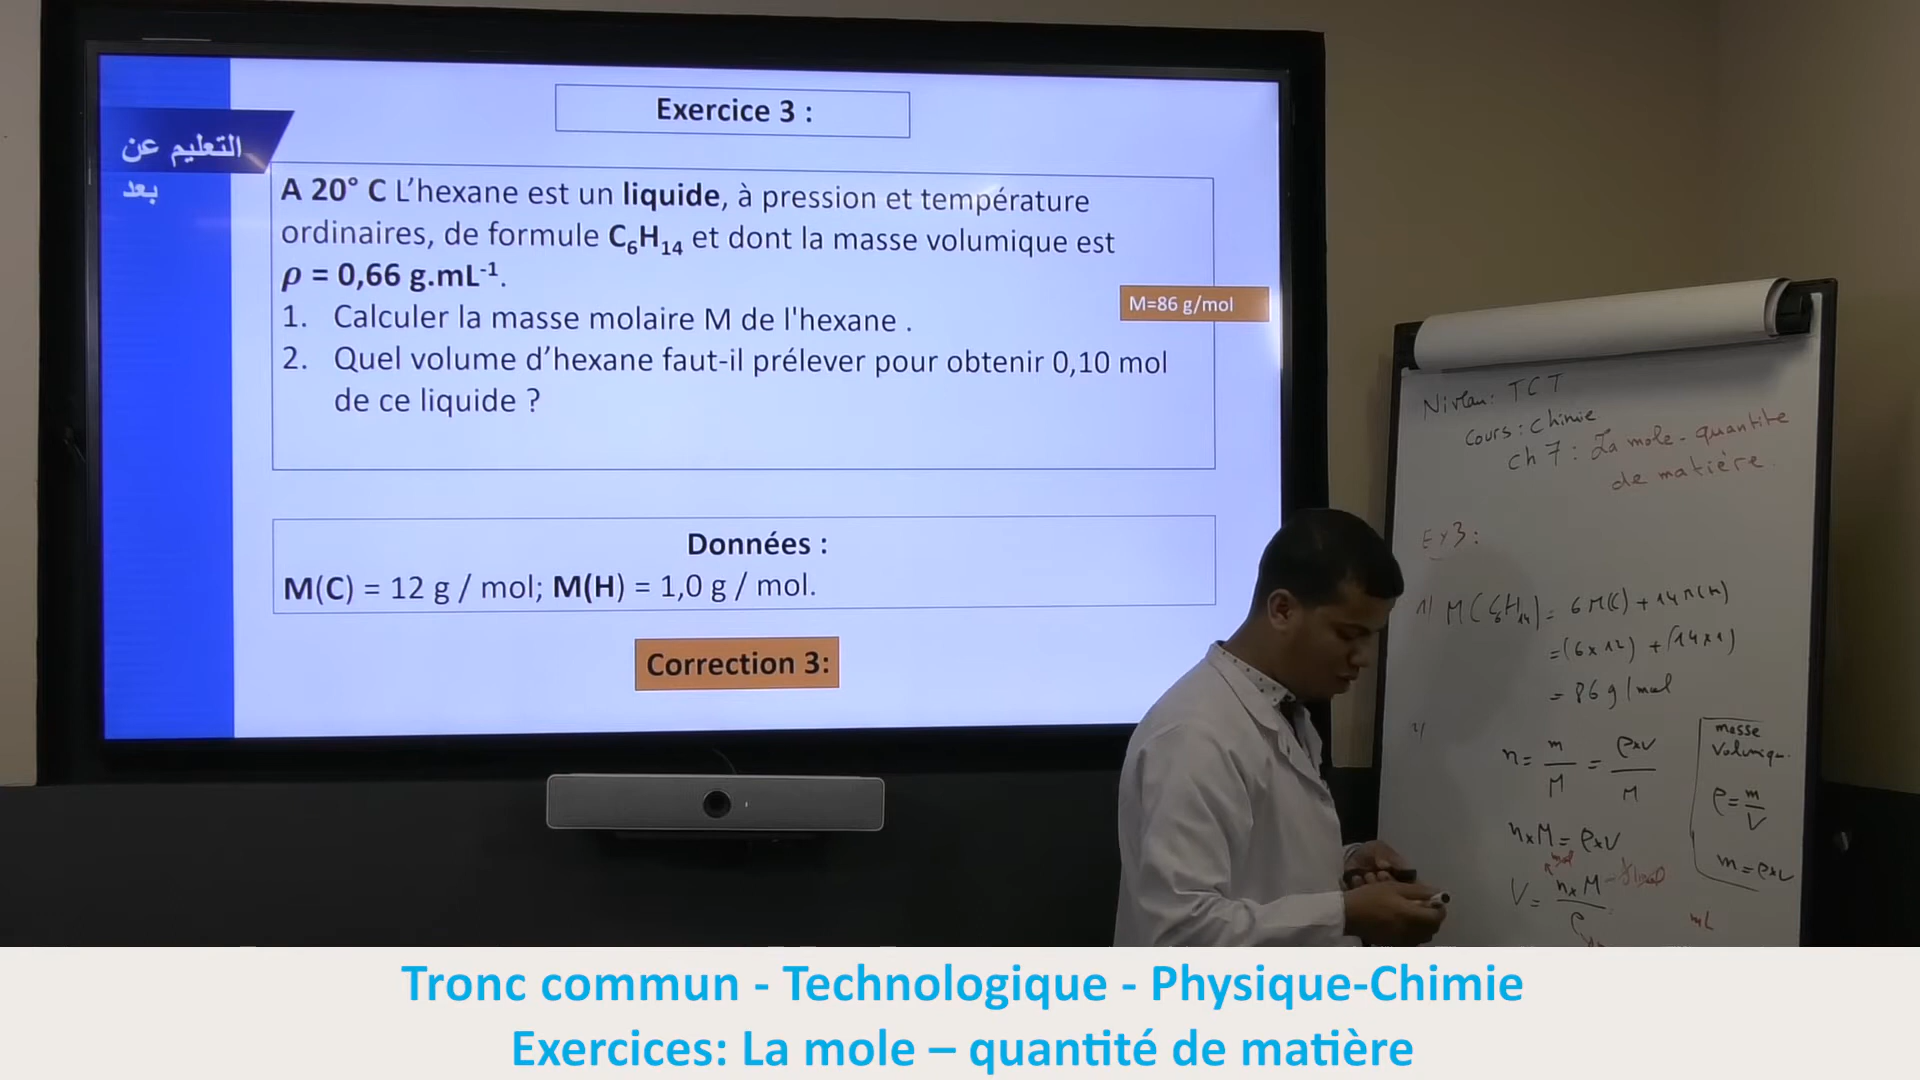 التعليم عن
بعد
Exercice 3 :
A 20° C L’hexane est un liquide, à pression et température
ordinaires, de formule C₆H₁₄ et dont la masse volumique est
ρ = 0,66 g.mL⁻¹.
1. Calculer la masse molaire M de l'hexane .
M=86 g/mol
2. Quel volume d’hexane faut-il prélever pour obtenir 0,10 mol
de ce liquide ?
Données :
M(C) = 12 g / mol; M(H) = 1,0 g / mol.
Correction 3:
Niveau: TCT
Cours: Chimie
Ch 7: La mole - quantite
de matière.
Ex3:
1) M(C₆H₁₄) = 6M(C) + 14M(H)
= (6x12) + (14x1)
= 86 g/mol
2)
n = m/M = ρxV/M
nxM = ρxV
mol
V = nxM/ρ
mL
masse
Volumique.
ρ = m/V
m = ρxV
Tronc commun - Technologique - Physique-Chimie
Exercices: La mole – quantité de matière